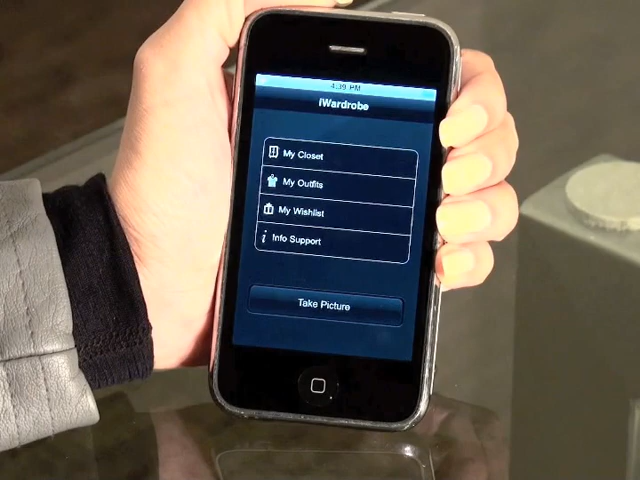 4:39 PM
iWardrobe
My Closet
My Outfits
My Wishlist
i Info Support
Take Picture